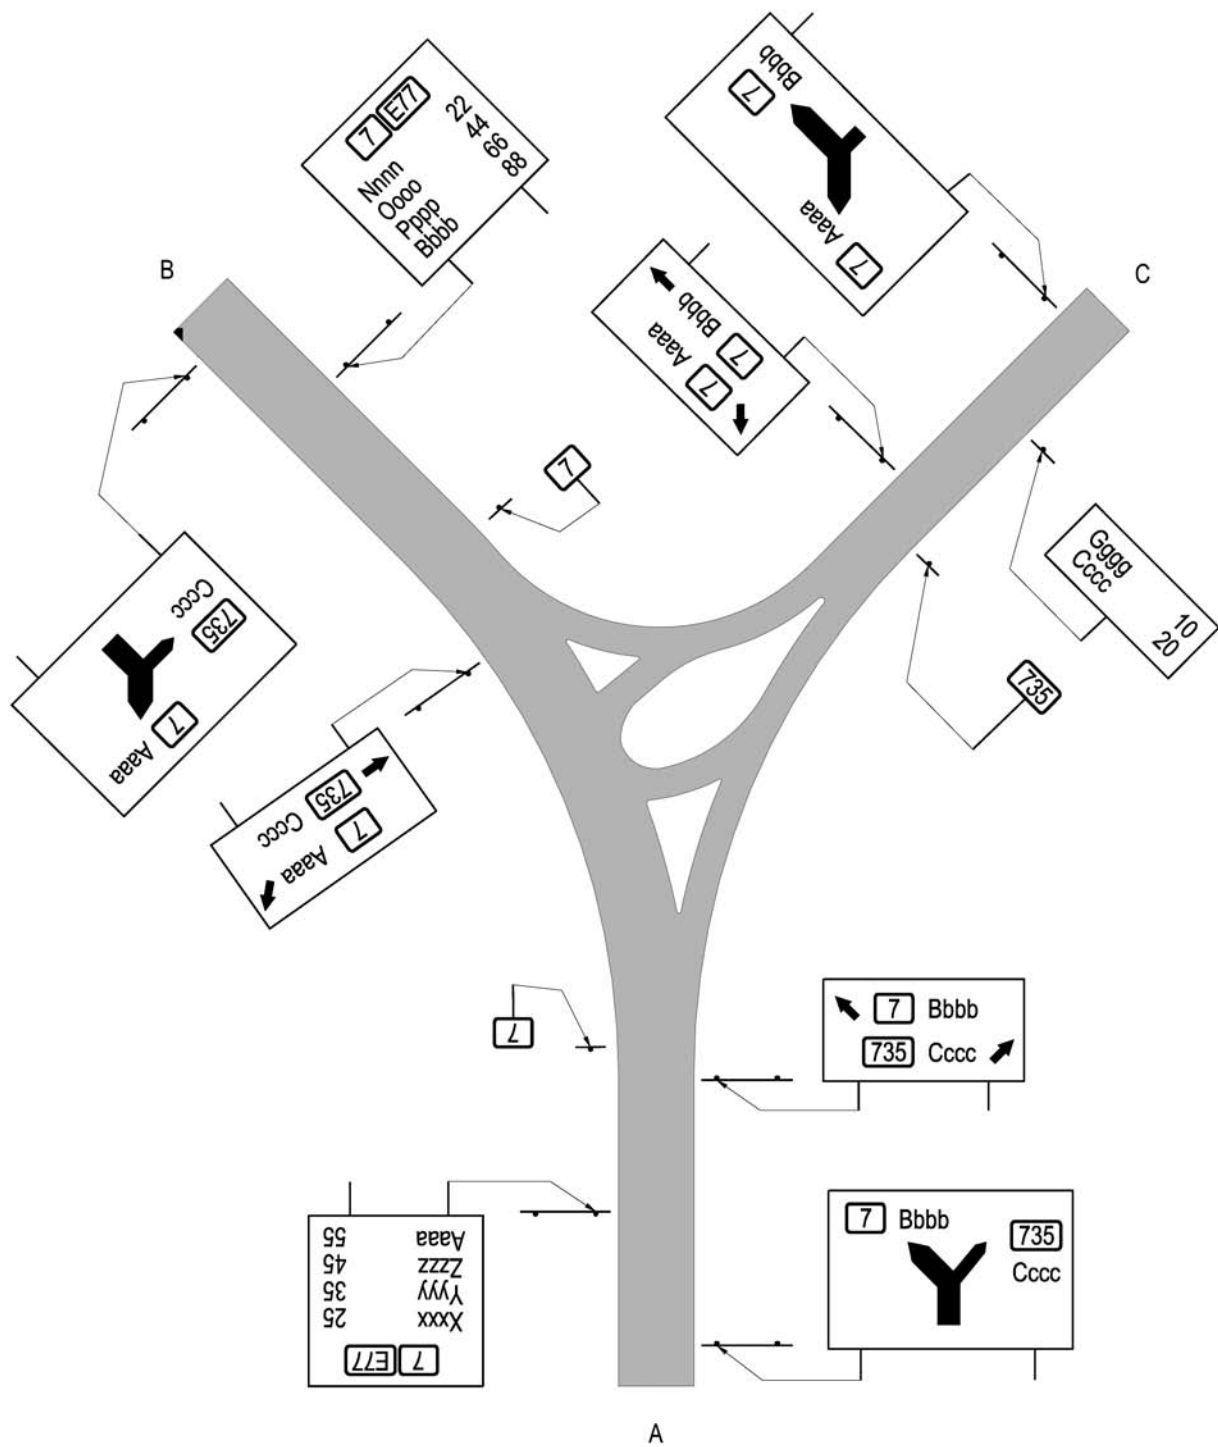 B
C
A
7 E77
Nnnn 22
Oooo 44
Pppp 66
Bbbb 88
7 Bbbb
Aaaa 7
Bbbb 7
Aaaa 7
7
Gggg 10
Cccc 20
735
Cccc 735
7 Aaaa
735 Cccc
7 Aaaa
7
7 Bbbb
735 Cccc
7 E77
Xxxx 25
Yyyy 35
Zzzz 45
Aaaa 55
7 Bbbb
735
Cccc